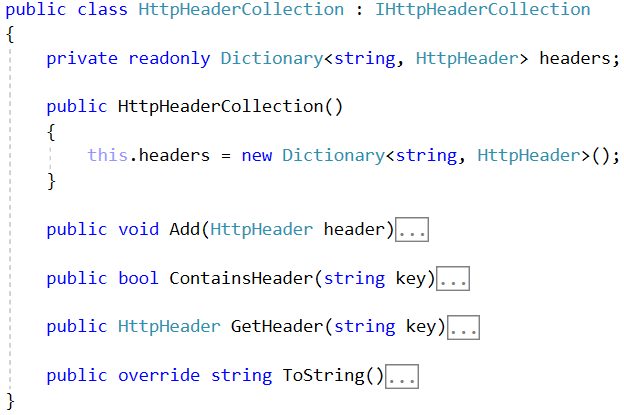 public class HttpHeaderCollection : IHttpHeaderCollection
{
    private readonly Dictionary<string, HttpHeader> headers;
    public HttpHeaderCollection()
    {
        this.headers = new Dictionary<string, HttpHeader>();
    }
    public void Add(HttpHeader header)...
    public bool ContainsHeader(string key)...
    public HttpHeader GetHeader(string key)...
    public override string ToString()...
}